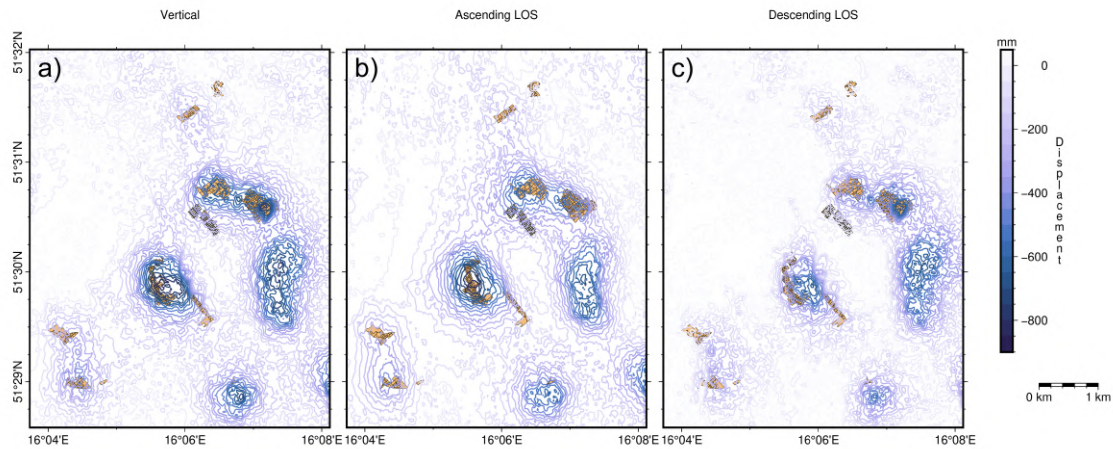 Vertical
Ascending LOS
Descending LOS
a)
b)
c)
51°32'N
51°31'N
51°30'N
51°29'N
16°04'E
16°06'E
16°08'E
16°04'E
16°06'E
16°08'E
16°04'E
16°06'E
16°08'E
mm
0
−200
−400
−600
−800
Displacement
0 km
1 km